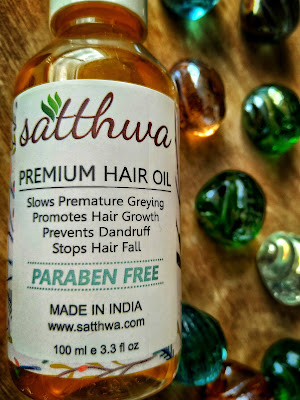 satthwa
PREMIUM HAIR OIL
Slows Premature Greying
Promotes Hair Growth
Prevents Dandruff
Stops Hair Fall
PARABEN FREE
MADE IN INDIA
www.satthwa.com
100 ml e 3.3 fl oz